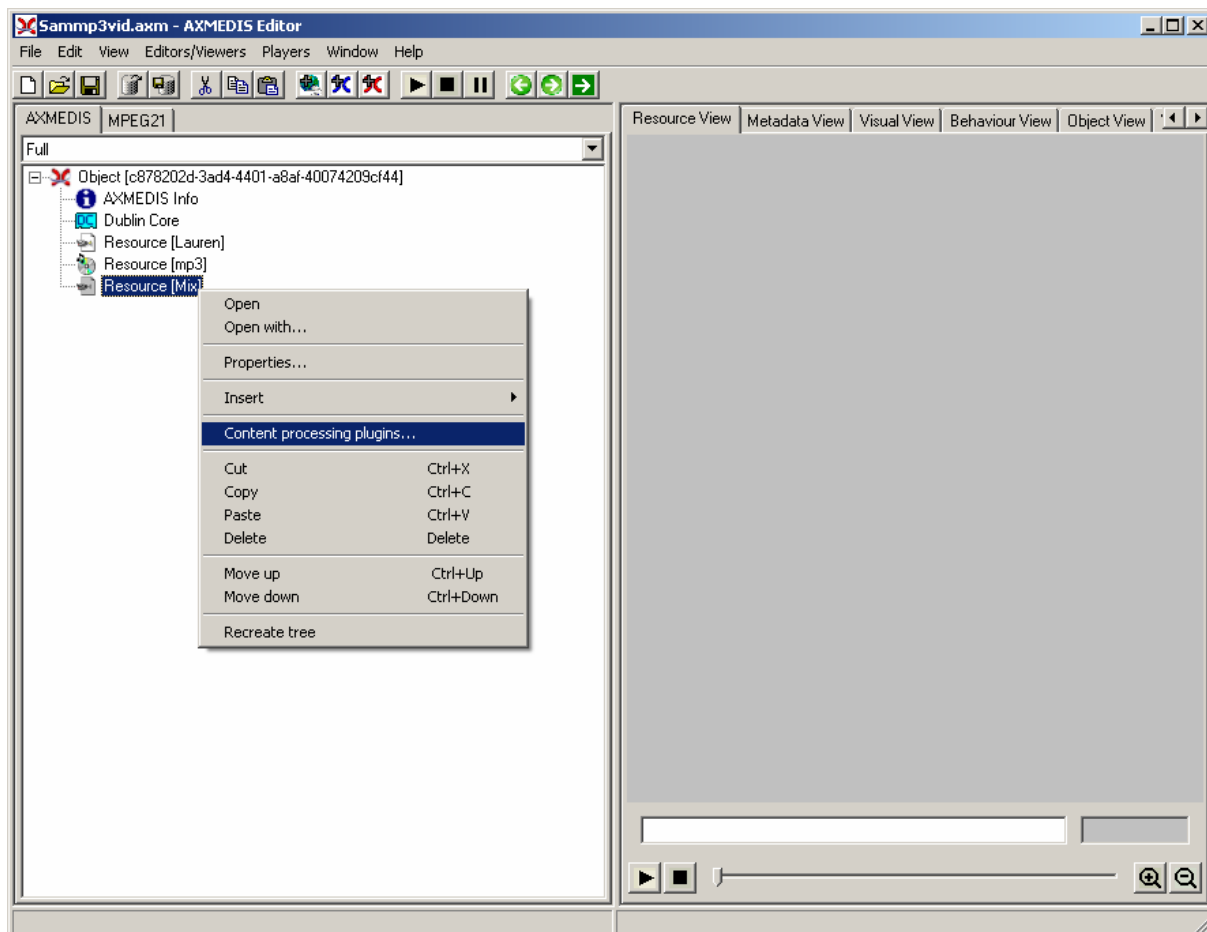 Sammp3vid.axm - AXMEDIS Editor
File Edit View Editors/Viewers Players Window Help
AXMEDIS MPEG21
Full
Object [c878202d-3ad4-4401-a8af-40074209cf44]
AXMEDIS Info
Dublin Core
Resource [Lauren]
Resource [mp3]
Resource [Mix]
Open
Open with...
Properties...
Insert
Content processing plugins...
Cut Ctrl+X
Copy Ctrl+C
Paste Ctrl+V
Delete Delete
Move up Ctrl+Up
Move down Ctrl+Down
Recreate tree
Resource View Metadata View Visual View Behaviour View Object View